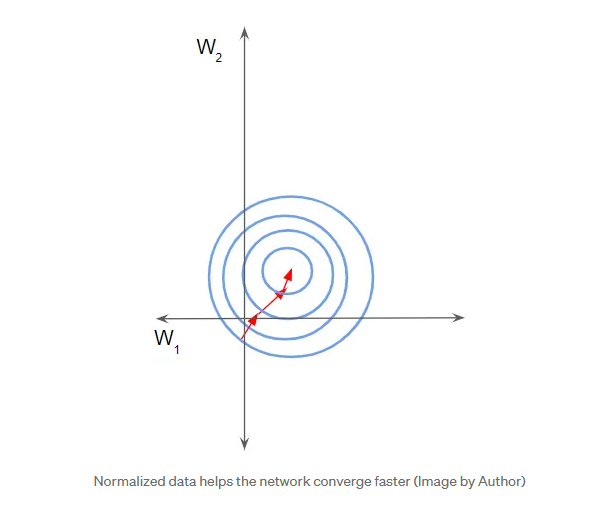 W2
W1
Normalized data helps the network converge faster (Image by Author)